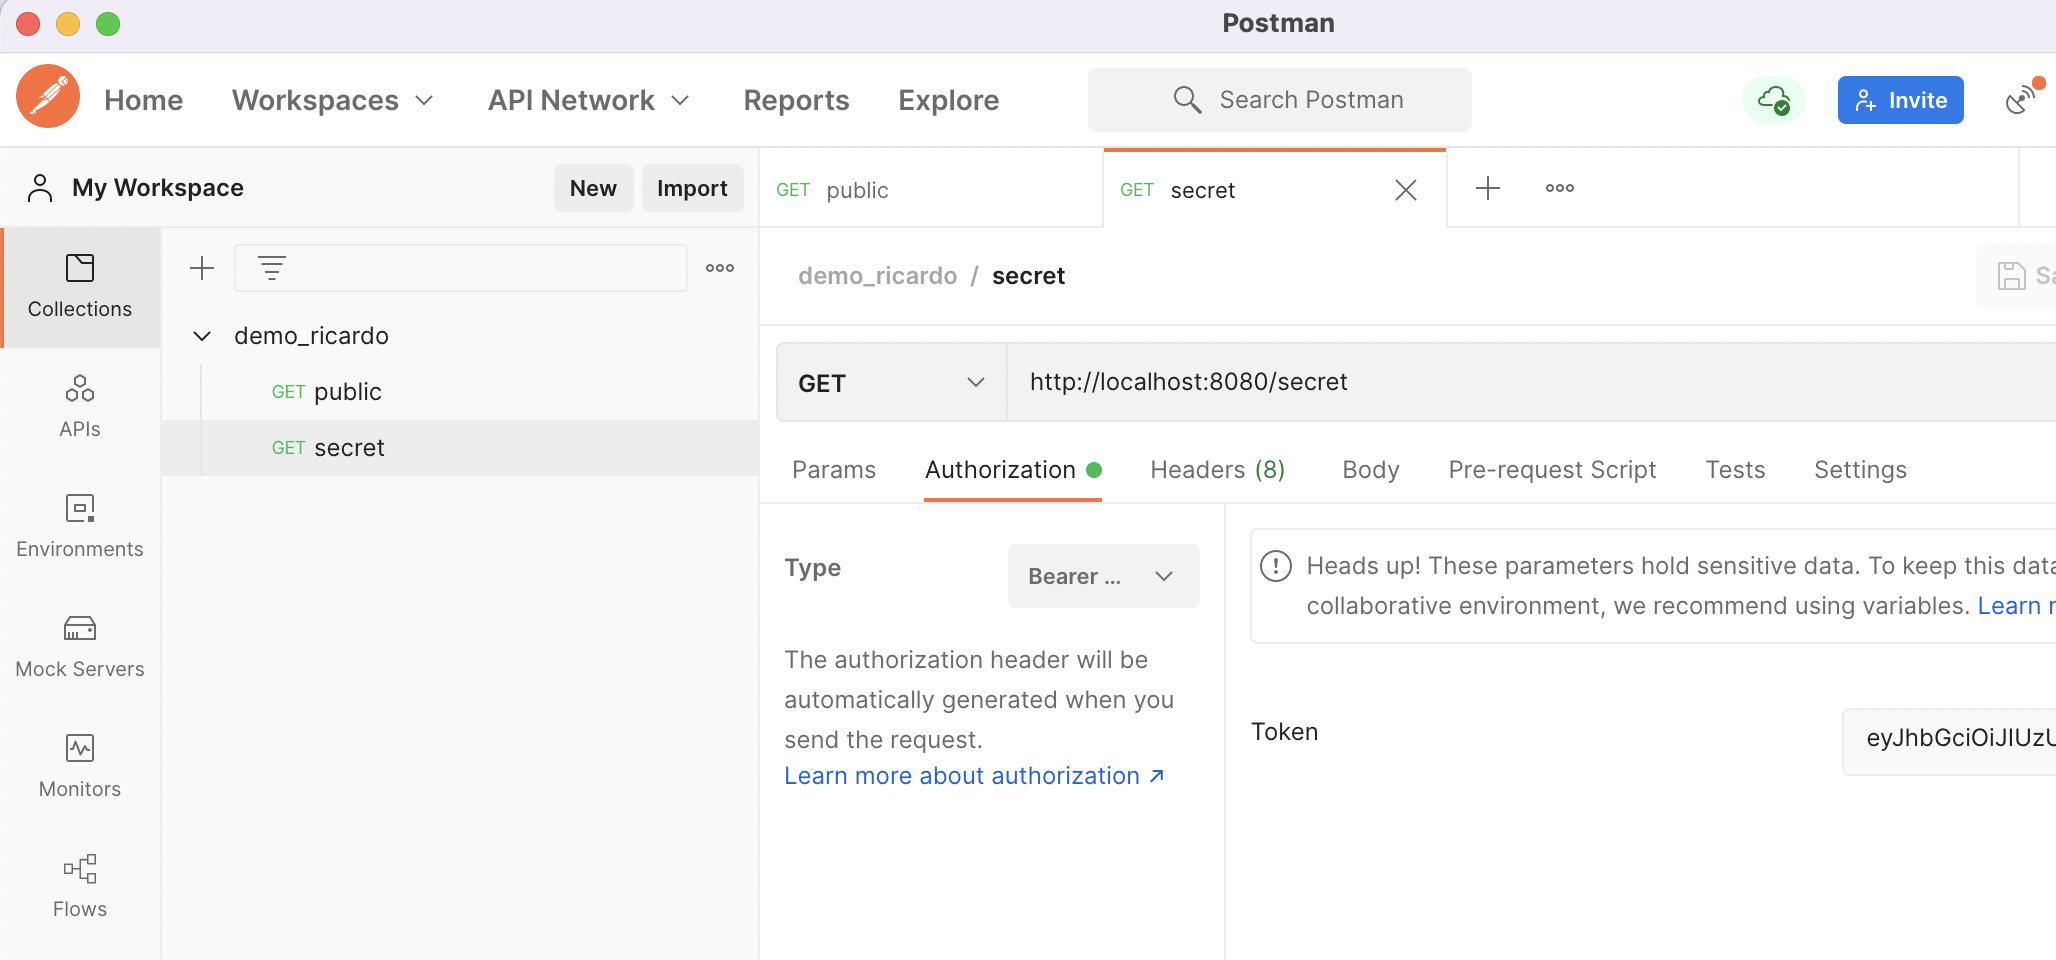 Postman
Home Workspaces API Network Reports Explore Search Postman Invite
My Workspace New Import
GET public GET secret
Collections
APIs
Environments
Mock Servers
Monitors
Flows
demo_ricardo
GET public
GET secret
demo_ricardo / secret Sa
GET http://localhost:8080/secret
Params Authorization Headers (8) Body Pre-request Script Tests Settings
Type Bearer ...
The authorization header will be
automatically generated when you
send the request.
Learn more about authorization ↗
Heads up! These parameters hold sensitive data. To keep this data
collaborative environment, we recommend using variables. Learn
Token eyJhbGciOiJIUzU